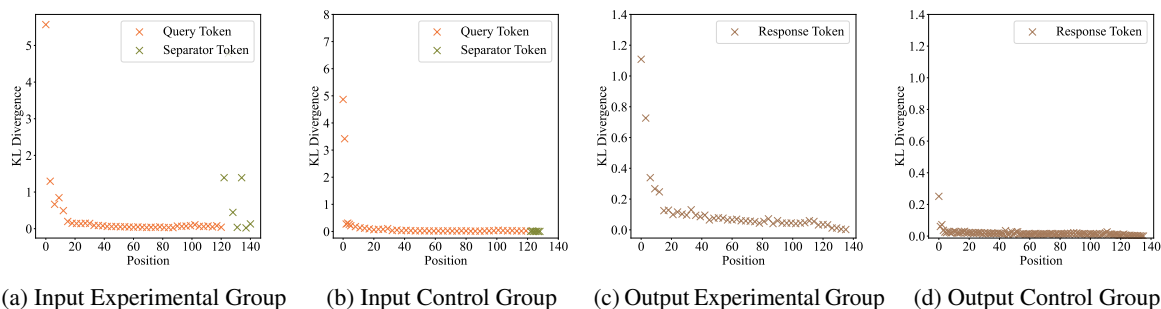 KL Divergence
5
4
3
2
1
0
0 20 40 60 80 100 120 140
Position
Query Token
Separator Token
(a) Input Experimental Group
KL Divergence
8
7
6
5
4
3
2
1
0
0 20 40 60 80 100 120 140
Position
Query Token
Separator Token
(b) Input Control Group
KL Divergence
1.4
1.2
1.0
0.8
0.6
0.4
0.2
0.0
0 20 40 60 80 100 120 140
Position
Response Token
(c) Output Experimental Group
KL Divergence
1.4
1.2
1.0
0.8
0.6
0.4
0.2
0.0
0 20 40 60 80 100 120 140
Position
Response Token
(d) Output Control Group